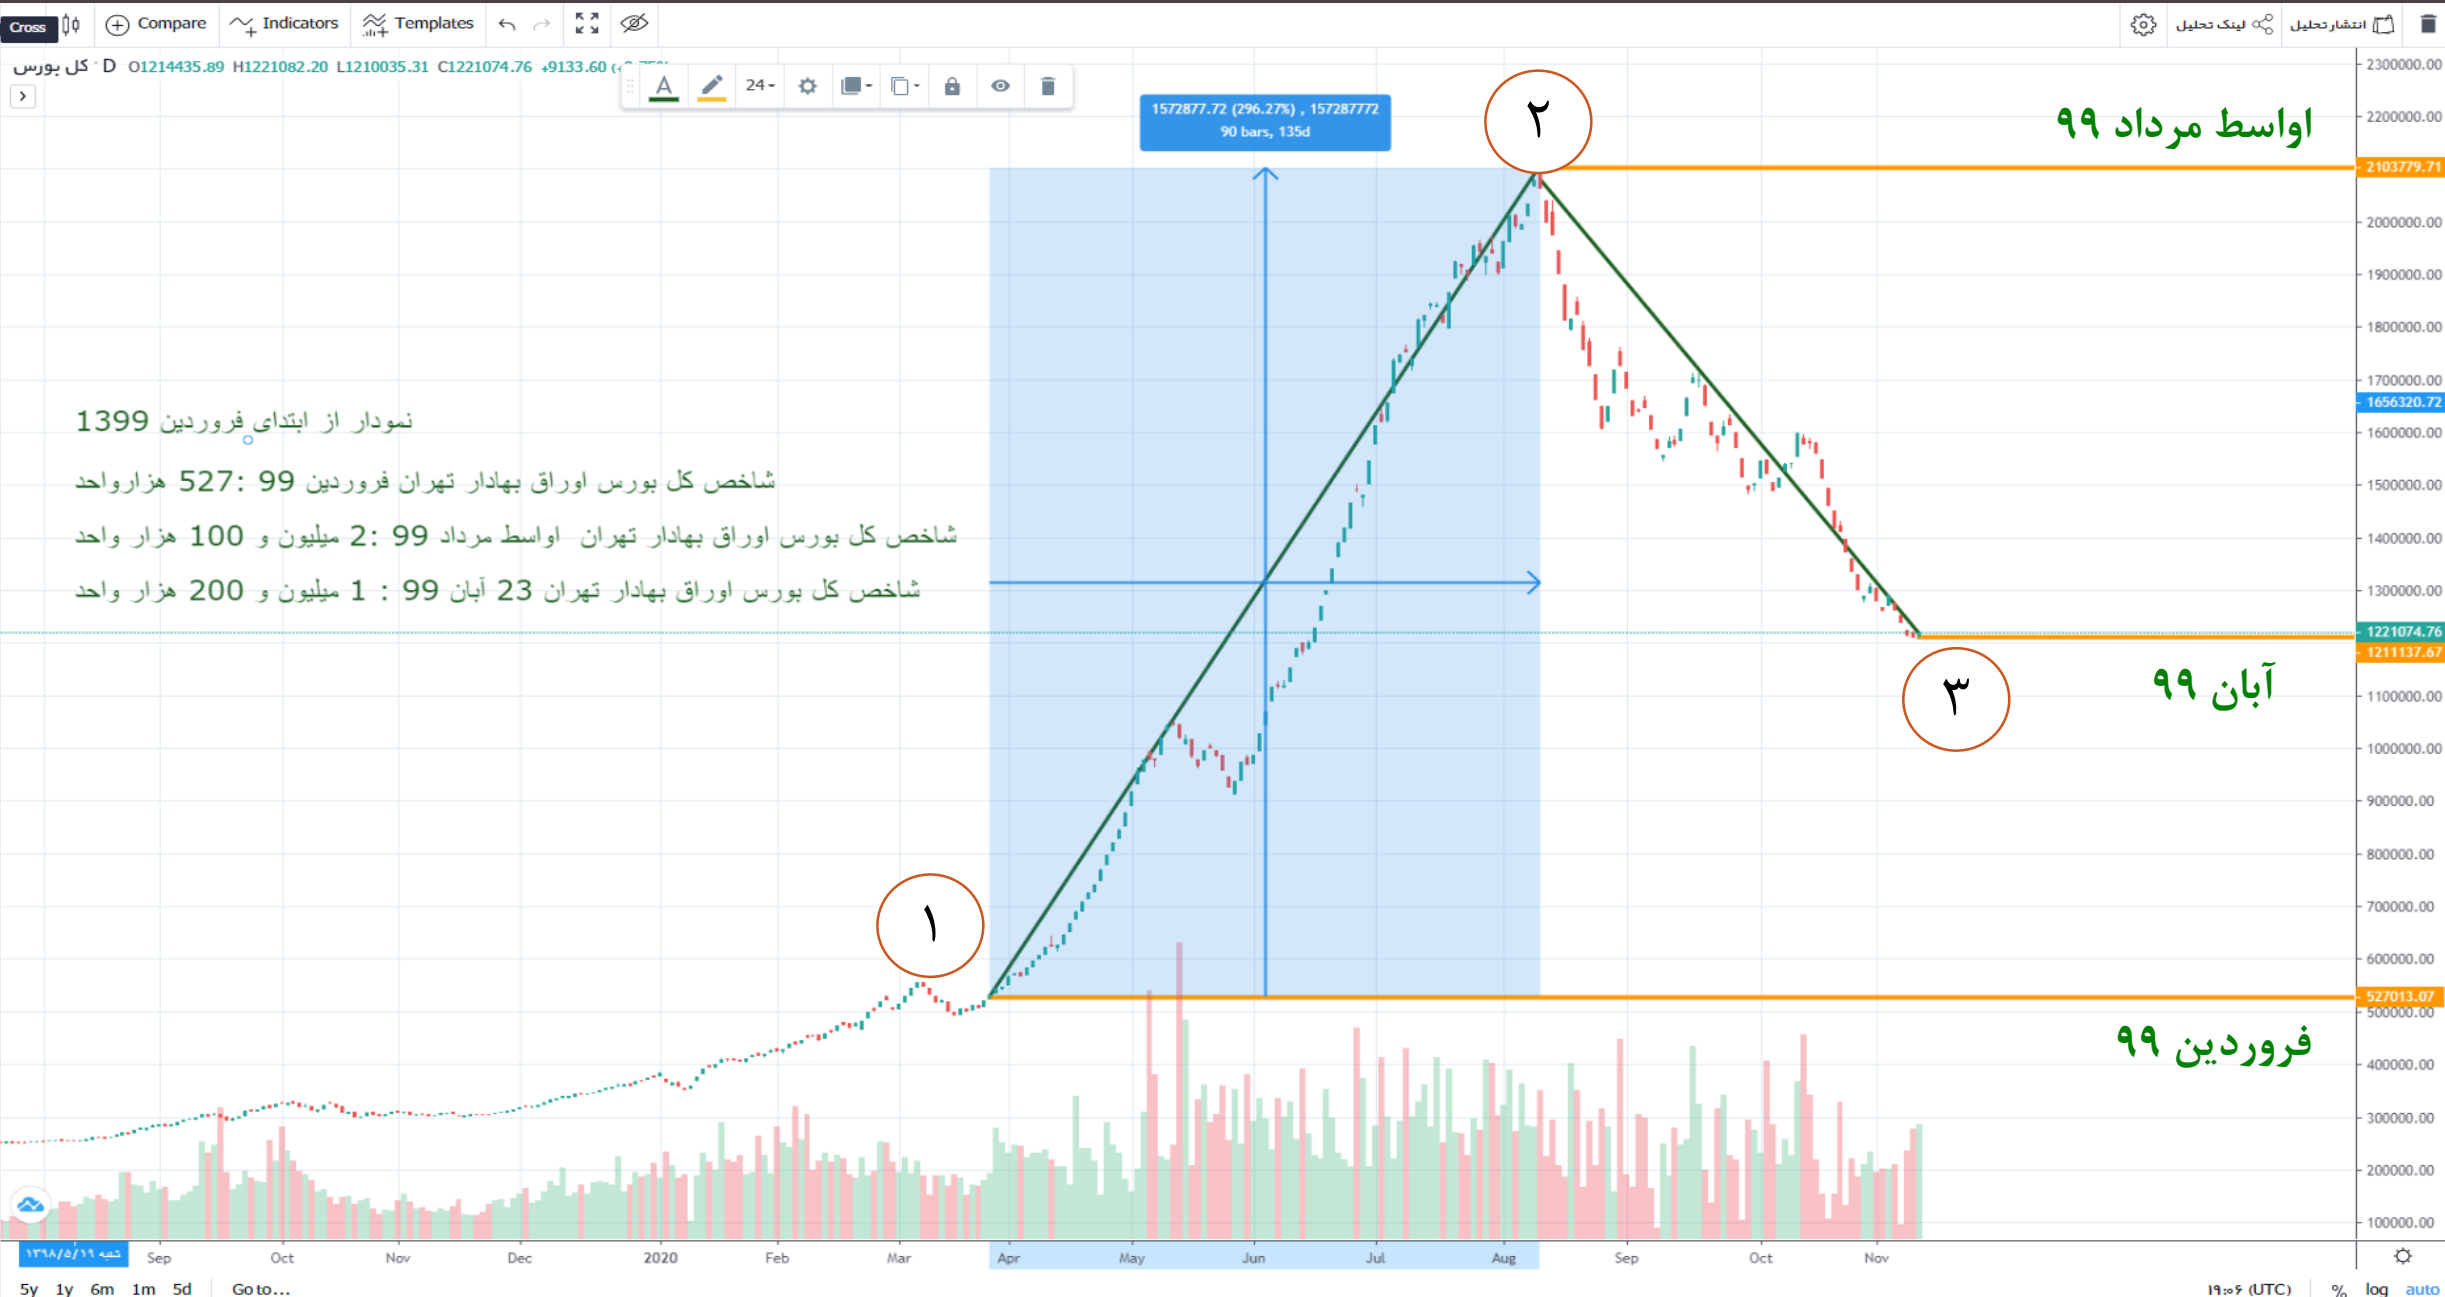 Cross
Compare
Indicators
Templates
لینک تحلیل
انتشار تحلیل
کل بورس D O1214435.89 H1221082.20 L1210035.31 C1221074.76 +9133.60
A
24
1572877.72 (296.27%) , 157287772
90 bars, 135d
۲
اواسط مرداد ۹۹
نمودار از ابتدای فروردین 1399
شاخص کل بورس اوراق بهادار تهران فروردین 99 :527 هزارواحد
شاخص کل بورس اوراق بهادار تهران اواسط مرداد 99 :2 میلیون و 100 هزار واحد
شاخص کل بورس اوراق بهادار تهران 23 آبان 99 : 1 میلیون و 200 هزار واحد
آبان ۹۹
۳
۱
فروردین ۹۹
2300000.00
2200000.00
2103779.71
2000000.00
1900000.00
1800000.00
1700000.00
1656320.72
1600000.00
1500000.00
1400000.00
1300000.00
1221074.76
1211137.67
1100000.00
1000000.00
900000.00
800000.00
700000.00
600000.00
527013.07
500000.00
400000.00
300000.00
200000.00
100000.00
شنبه ۱۳۹۸/۵/۱۹
Sep Oct Nov Dec 2020 Feb Mar Apr May Jun Jul Aug Sep Oct Nov
5y 1y 6m 1m 5d Go to...
۱۹:۰۶ (UTC) % log auto